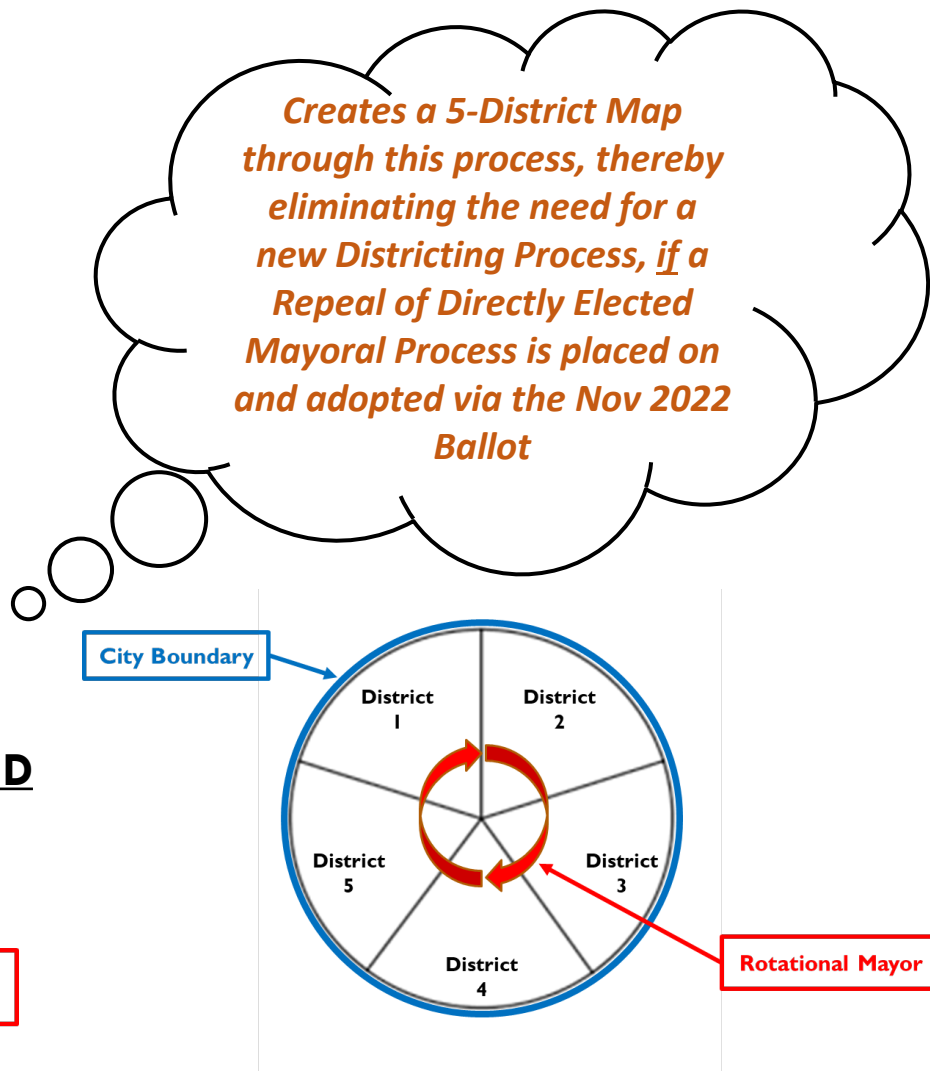 Creates a 5-District Map
through this process, thereby
eliminating the need for a
new Districting Process, if a
Repeal of Directly Elected
Mayoral Process is placed on
and adopted via the Nov 2022
Ballot
City Boundary
District
1
District
2
D
District
5
District
3
District
4
Rotational Mayor